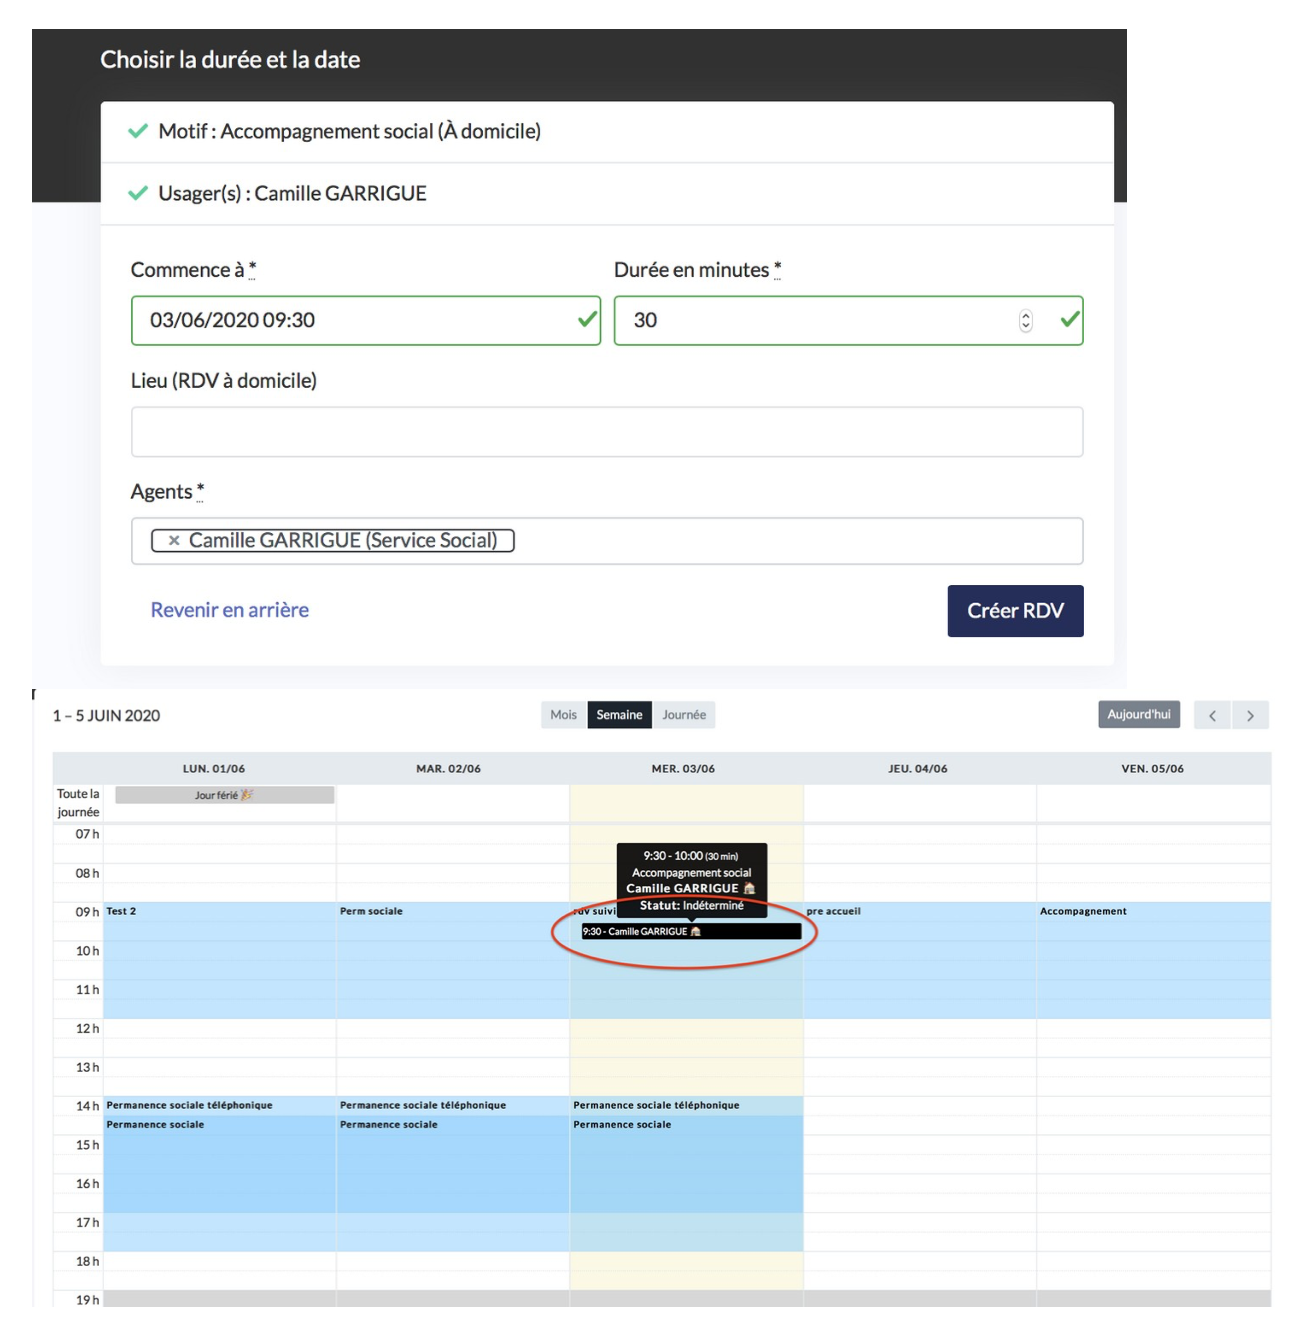 Choisir la durée et la date
Motif : Accompagnement social (À domicile)
Usager(s) : Camille GARRIGUE
Commence à * Durée en minutes *
03/06/2020 09:30 30
Lieu (RDV à domicile)
Agents *
× Camille GARRIGUE (Service Social)
Revenir en arrière Créer RDV
1 – 5 JUIN 2020 Mois Semaine Journée Aujourd'hui < >
LUN. 01/06 MAR. 02/06 MER. 03/06 JEU. 04/06 VEN. 05/06
Toute la journée Jour férié 🎉
07 h
9:30 - 10:00 (30 min)
08 h Accompagnement social
Camille GARRIGUE 🏠
Statut: Indéterminé
09 h Test 2 Perm sociale rdv suivi pre accueil Accompagnement
9:30 - Camille GARRIGUE 🏠
10 h
11 h
12 h
13 h
14 h Permanence sociale téléphonique Permanence sociale téléphonique Permanence sociale téléphonique
Permanence sociale Permanence sociale Permanence sociale
15 h
16 h
17 h
18 h
19 h